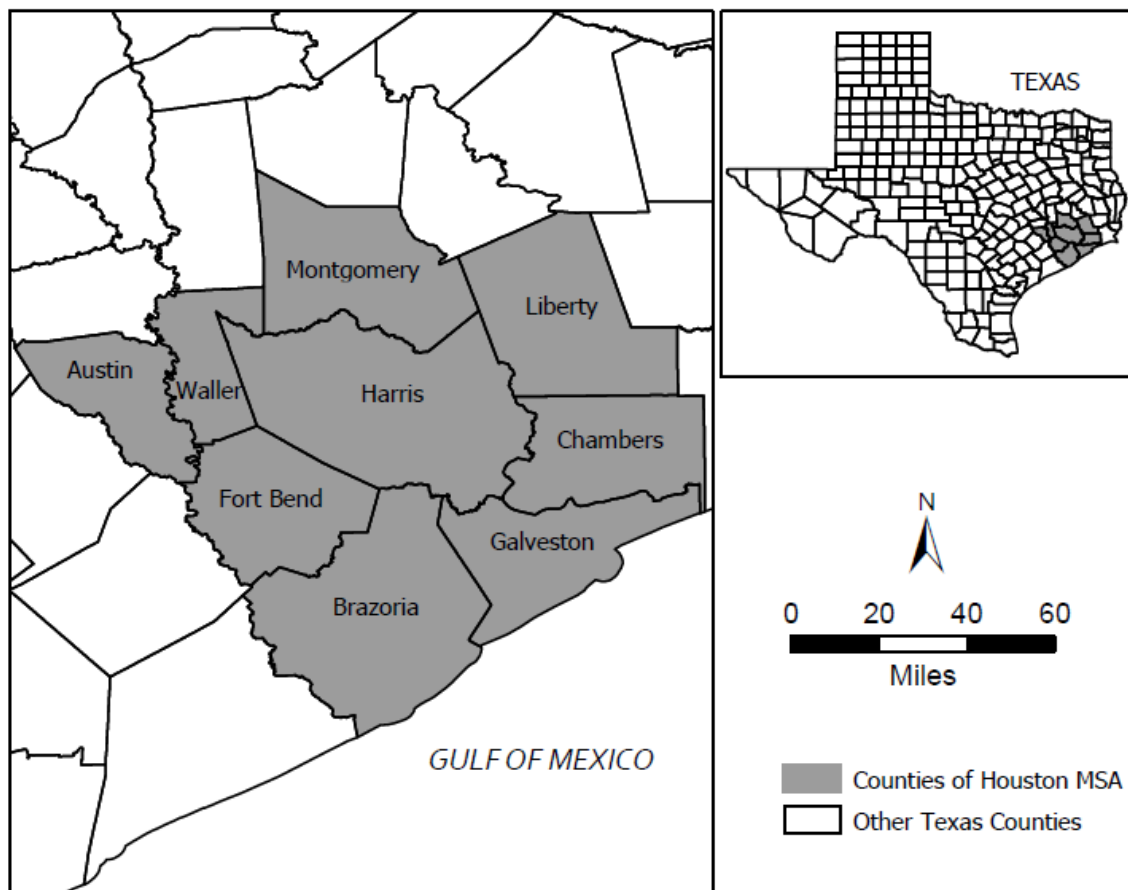 TEXAS
Montgomery
Liberty
Austin
Waller
Harris
Chambers
Fort Bend
Galveston
Brazoria
GULF OF MEXICO
N
0 20 40 60
Miles
Counties of Houston MSA
Other Texas Counties